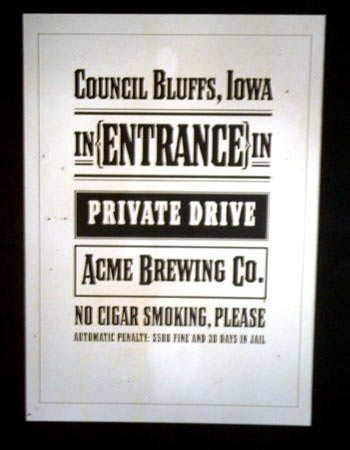 Council Bluffs, Iowa
IN {ENTRANCE} IN
PRIVATE DRIVE
Acme Brewing Co.
NO CIGAR SMOKING, PLEASE
AUTOMATIC PENALTY: $500 FINE AND 30 DAYS IN JAIL